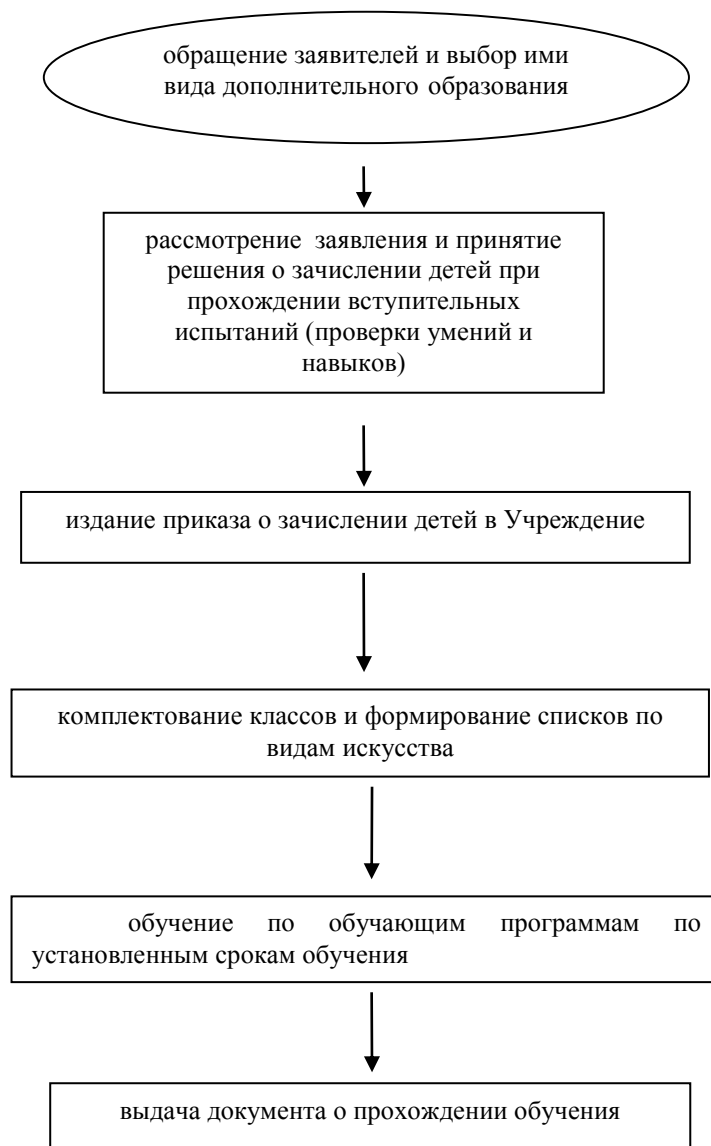 обращение заявителей и выбор ими
вида дополнительного образования
рассмотрение заявления и принятие
решения о зачислении детей при
прохождении вступительных
испытаний (проверки умений и
навыков)
издание приказа о зачислении детей в Учреждение
комплектование классов и формирование списков по
видам искусства
обучение по обучающим программам по
установленным срокам обучения
выдача документа о прохождении обучения